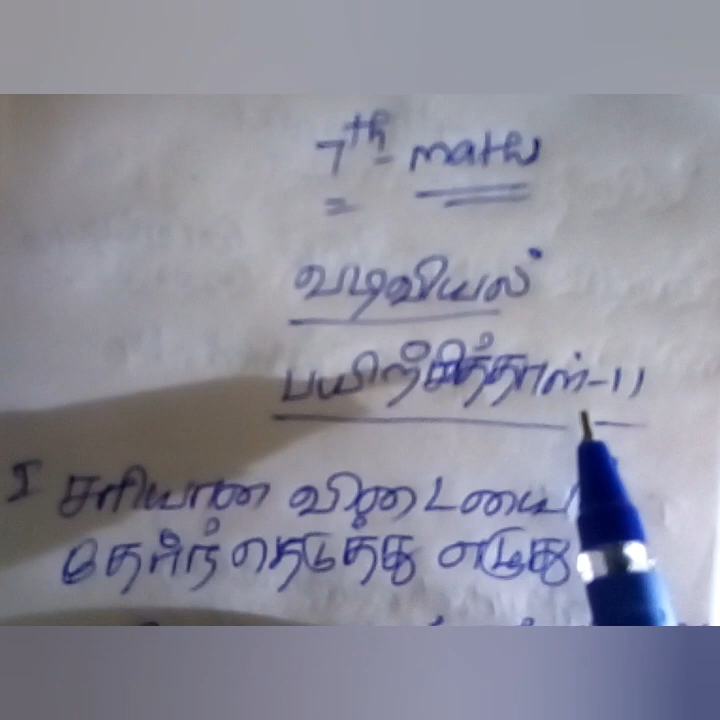 7th maths
வடிவியல்
பயிற்சித்தாள்-11
I சரியான விடையை
தேர்ந்தெடுத்து எழுது